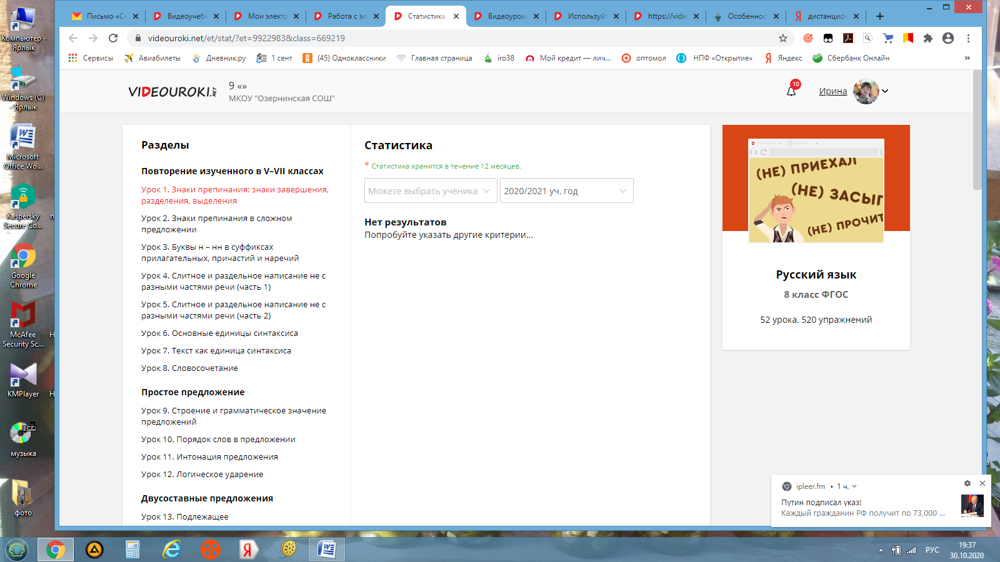 Письмо «См
Видеоучебн
Мои электр
Работа с эле
Статистика
Видеоуроки
Используйт
https://vide
Особеннос
дистанцион
videouroki.net/et/stat/?et=9922983&class=669219
Сервисы
Авиабилеты
Дневник.ру
1 сент
(45) Одноклассники
Главная страница
iro38
Мой кредит — лич...
оптомол
НПФ «Открытие»
Яндекс
Сбербанк Онлайн
»
VIDEOUROKI.NET
9 «»
МКОУ "Озернинская СОШ"
10
Ирина
Разделы
Повторение изученного в V–VII классах
Урок 1. Знаки препинания: знаки завершения,
разделения, выделения
Урок 2. Знаки препинания в сложном
предложении
Урок 3. Буквы н – нн в суффиксах
прилагательных, причастий и наречий
Урок 4. Слитное и раздельное написание не с
разными частями речи (часть 1)
Урок 5. Слитное и раздельное написание не с
разными частями речи (часть 2)
Урок 6. Основные единицы синтаксиса
Урок 7. Текст как единица синтаксиса
Урок 8. Словосочетание
Простое предложение
Урок 9. Строение и грамматическое значение
предложений
Урок 10. Порядок слов в предложении
Урок 11. Интонация предложения
Урок 12. Логическое ударение
Двусоставные предложения
Урок 13. Подлежащее
Статистика
* Статистика хранится в течение 12 месяцев.
Можете выбрать ученика
2020/2021 уч. год
Нет результатов
Попробуйте указать другие критерии...
(НЕ) ПРИЕХАЛ
(НЕ) ЗАСЫП
(НЕ) ПРОЧИТ
Русский язык
8 класс ФГОС
52 урока, 520 упражнений
ipleer.fm • 1 ч.
Путин подписал указ!
Каждый гражданин РФ получит по 73,000 ...
Компьютер -
Ярлык
Windows (C)
- Ярлык
Microsoft
Office Wo...
Kaspersky
Secure Co...
Google
Chrome
McAfee
Security Sc...
KMPlayer
музыка
фото
РУС
19:37
30.10.2020